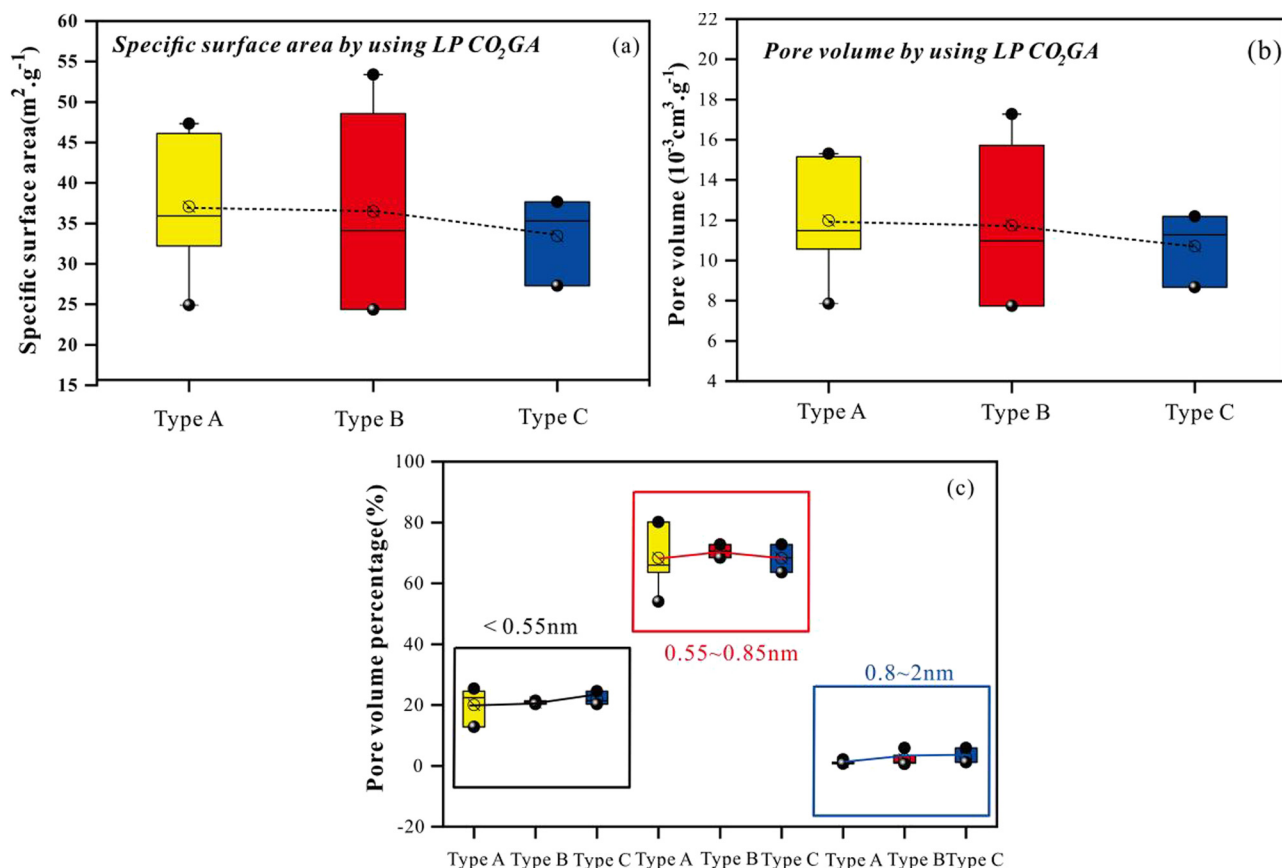 Specific surface area by using LP CO₂GA
(a)
Specific surface area(m².g⁻¹)
60
55
50
45
40
35
30
25
20
15
Type A
Type B
Type C
Pore volume by using LP CO₂GA
(b)
Pore volume (10⁻³cm³.g⁻¹)
22
20
18
16
14
12
10
8
6
4
Type A
Type B
Type C
(c)
Pore volume percentage(%)
100
80
60
40
20
0
-20
< 0.55nm
0.55~0.85nm
0.8~2nm
Type A Type B Type C Type A Type B Type C Type A Type B Type C